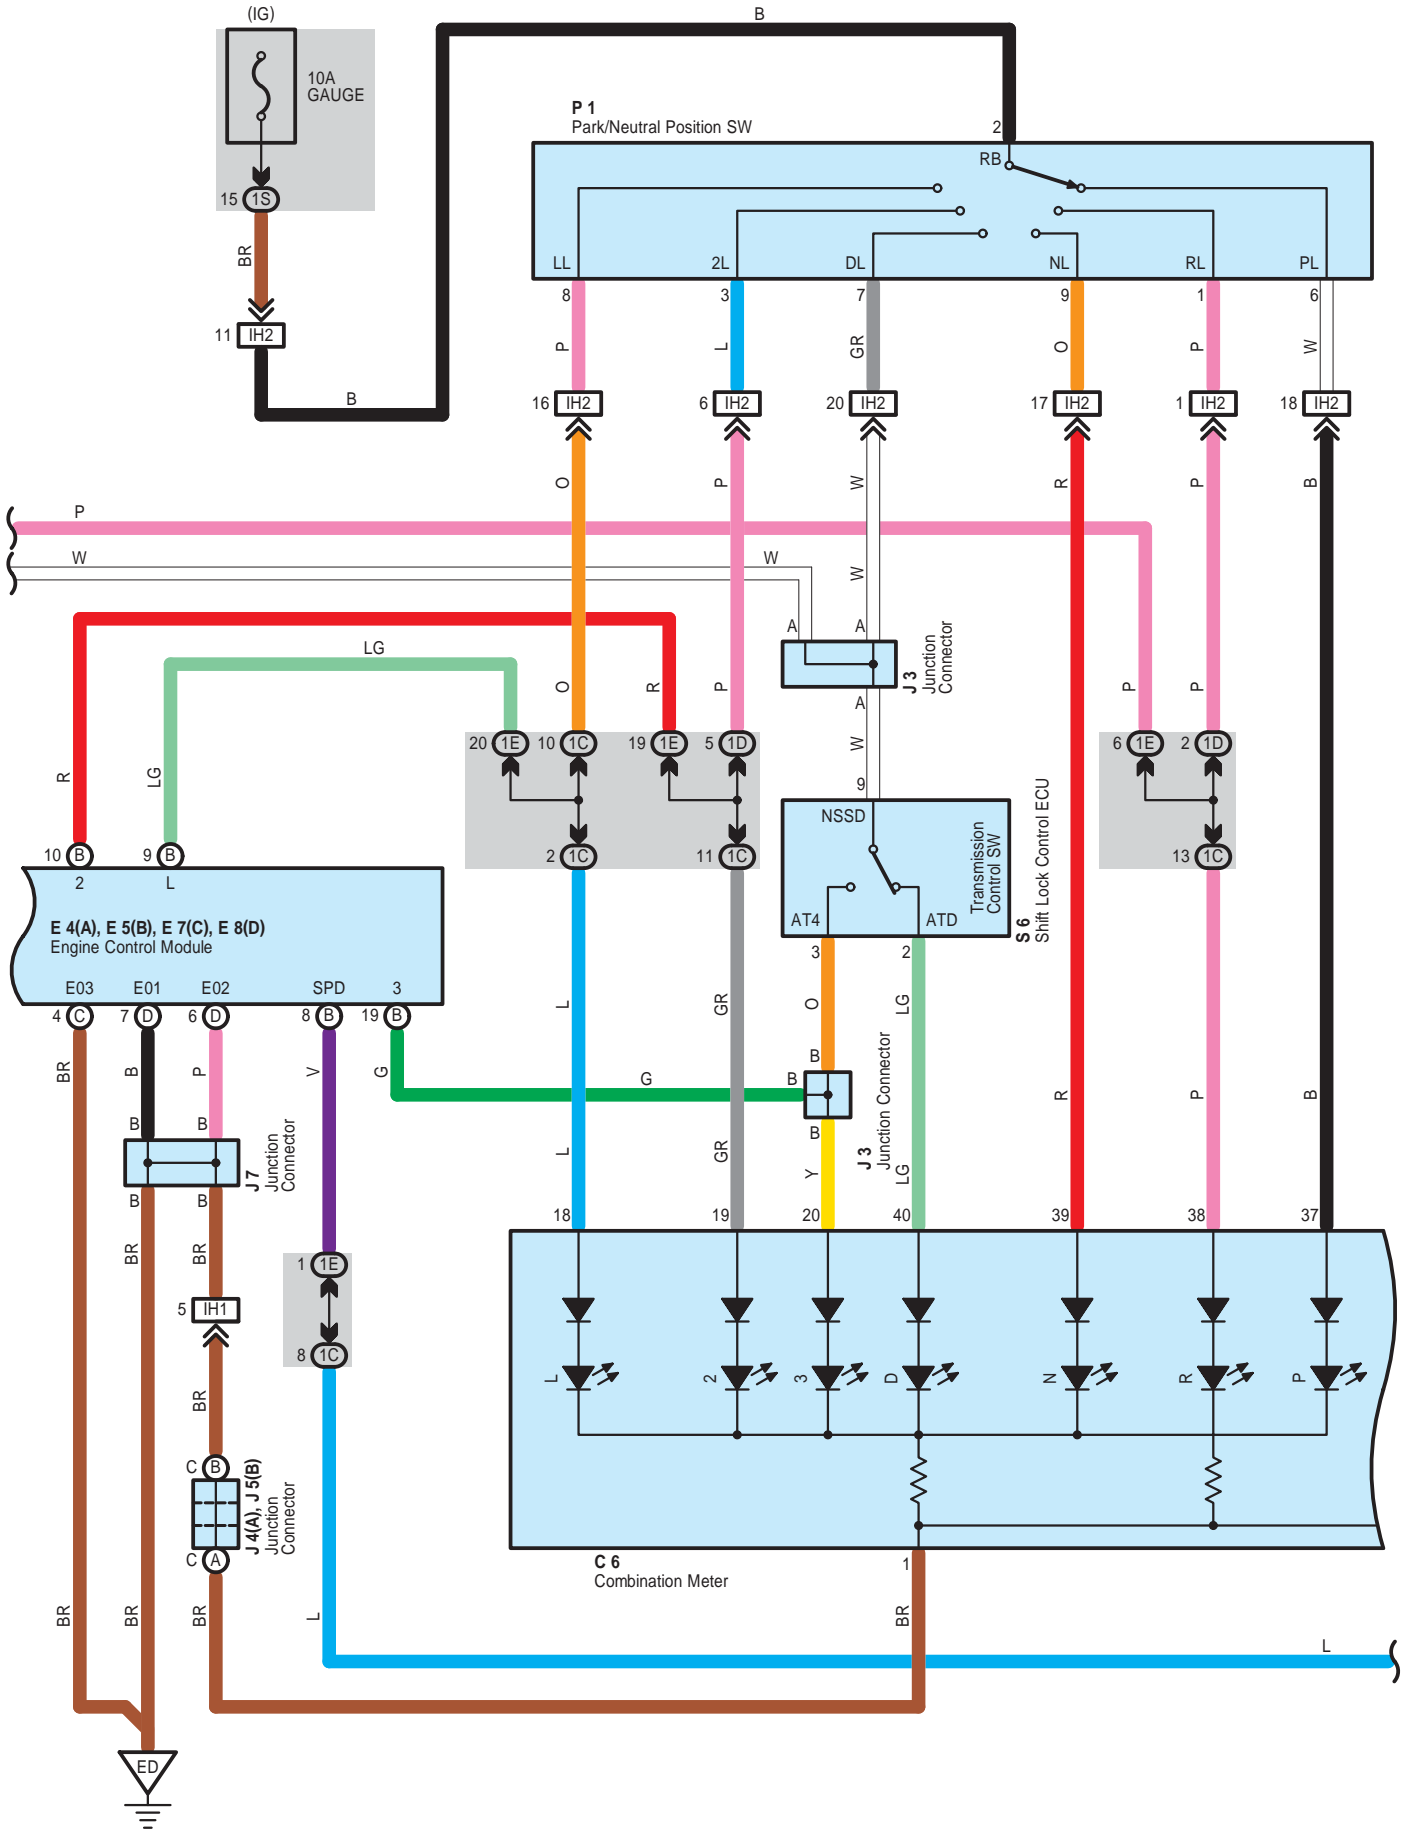 (IG)
B
10A
GAUGE
P 1
Park/Neutral Position SW
2
RB
15 1S
BR
LL 2L DL NL RL PL
8 3 7 9 1 6
11 IH2
P L GR O P W
B
16 IH2 6 IH2 20 IH2 17 IH2 1 IH2 18 IH2
O P W R P B
P
W W W
A A
J 3
Junction
Connector
LG
O R P A P P
W
20 1E 10 1C 19 1E 5 1D 6 1E 2 1D
R LG
9
NSSD
Transmission
Control SW
S 6
Shift Lock Control ECU
10 B 9 B 2 1C 11 1C 13 1C
2 L
E 4(A), E 5(B), E 7(C), E 8(D)
Engine Control Module
AT4 ATD
3 2
E03 E01 E02 SPD 3
4 C 7 D 6 D 8 B 19 B
L GR O LG
BR B P V G
B
G B
B
J 3
Junction Connector
R P B
B B
J 7
Junction
Connector
B B
L GR Y LG
BR BR
18 19 20 40 39 38 37
1 1E
5 IH1
8 1C
L 2 3 D N R P
BR
C B
J 4(A), J 5(B)
Junction
Connector
C A
C 6
Combination Meter
1
BR BR BR L BR
L
ED